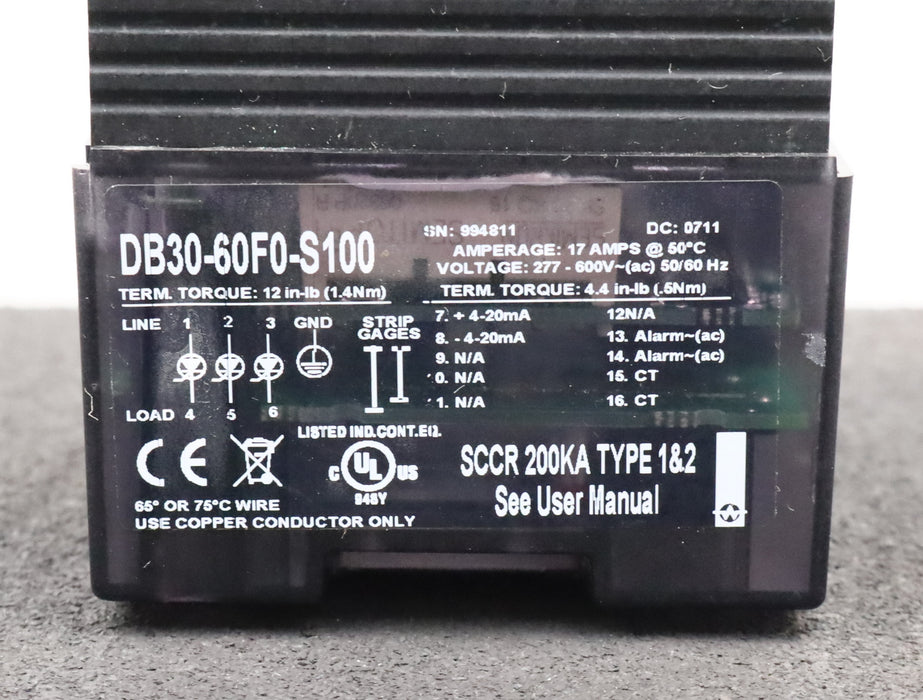 DB30-60F0-S100
TERM. TORQUE: 12 in-lb (1.4Nm)
SN: 994811 DC: 0711
AMPERAGE: 17 AMPS @ 50°C
VOLTAGE: 277 - 600V~(ac) 50/60 Hz
TERM. TORQUE: 4.4 in-lb (.5Nm)
LINE 1 2 3 GND
STRIP
GAGES
LOAD 4 5 6
7. + 4-20mA 12N/A
8. - 4-20mA 13. Alarm~(ac)
9. N/A 14. Alarm~(ac)
0. N/A 15. CT
1. N/A 16. CT
CE
LISTED IND.CONT.EQ.
c UL US
94SY
65° OR 75°C WIRE
USE COPPER CONDUCTOR ONLY
SCCR 200KA TYPE 1&2
See User Manual